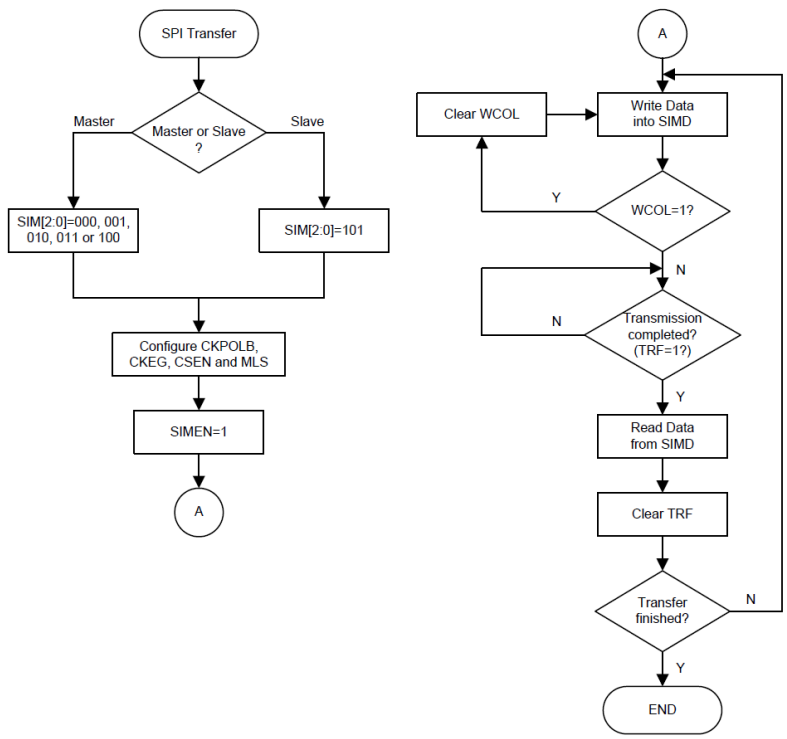 SPI Transfer
Master
Master or Slave
?
Slave
SIM[2:0]=000, 001,
010, 011 or 100
SIM[2:0]=101
Configure CKPOLB,
CKEG, CSEN and MLS
SIMEN=1
A
A
Clear WCOL
Write Data
into SIMD
Y
WCOL=1?
N
N
Transmission
completed?
(TRF=1?)
Y
Read Data
from SIMD
Clear TRF
Transfer
finished?
N
Y
END